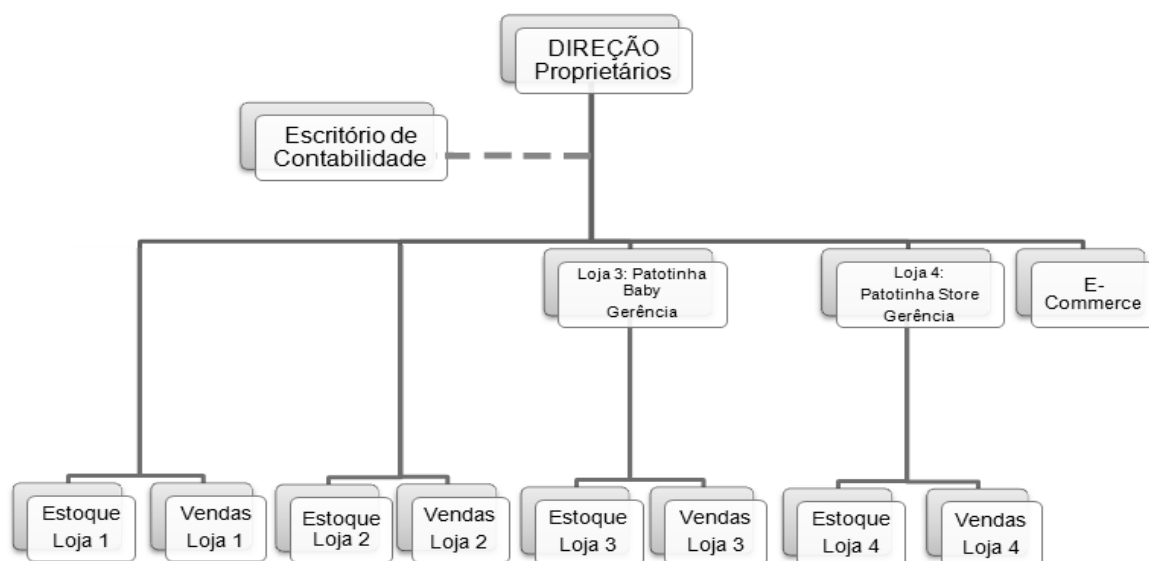 DIREÇÃO
Proprietários
Escritório de
Contabilidade
Loja 3: Patotinha
Baby
Gerência
Loja 4:
Patotinha Store
Gerência
E-
Commerce
Estoque
Loja 1
Vendas
Loja 1
Estoque
Loja 2
Vendas
Loja 2
Estoque
Loja 3
Vendas
Loja 3
Estoque
Loja 4
Vendas
Loja 4